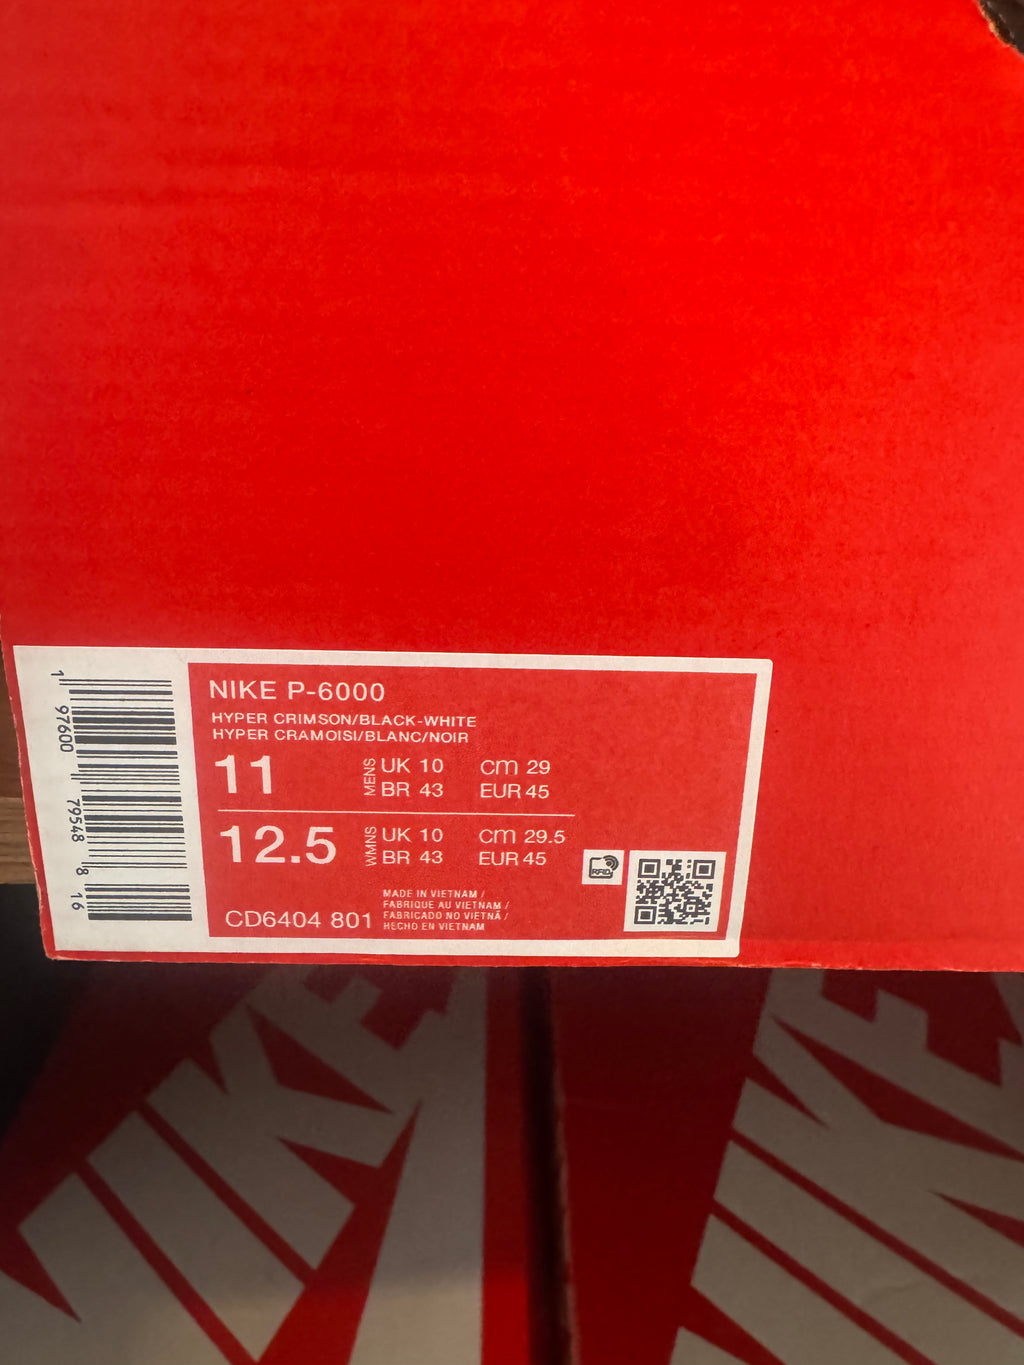 NIKE P-6000
HYPER CRIMSON/BLACK-WHITE
HYPER CRAMOISI/BLANC/NOIR
11 MENS UK 10 cm 29
BR 43 EUR 45
12.5 WMNS UK 10 cm 29.5
BR 43 EUR 45
CD6404 801
MADE IN VIETNAM /
FABRIQUE AU VIETNAM /
FABRICADO NO VIETNÃ /
HECHO EN VIETNAM
RFID
1 97600 79548 8 16
NIKE
NIKE